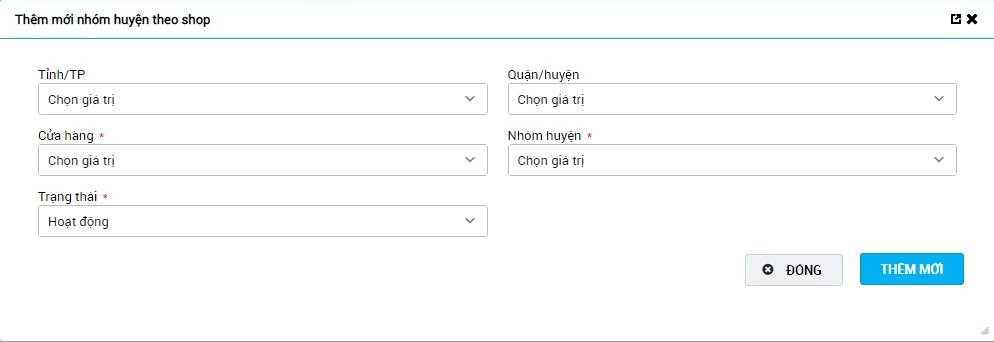 Thêm mới nhóm huyện theo shop
Tỉnh/TP
Quận/huyện
Chọn giá trị
Chọn giá trị
Cửa hàng *
Nhóm huyện *
Chọn giá trị
Chọn giá trị
Trạng thái *
Hoạt động
ĐÓNG
THÊM MỚI